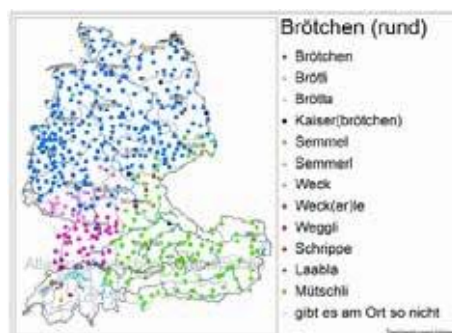 Brötchen (rund)
Brötchen
Brötli
Brötla
Kaiser(brötchen)
Semmel
Semmerl
Weck
Weck(er)le
Weggli
Schrippe
Laabla
Mütschli
gibt es am Ort so nicht